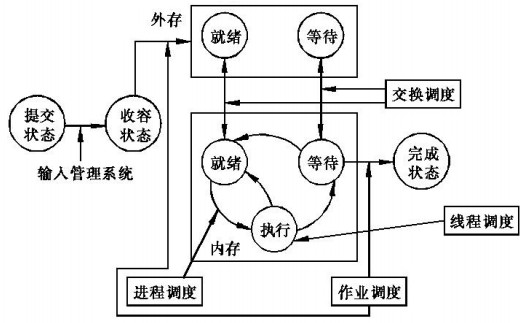 外存
就绪
等待
提交
状态
收容
状态
交换调度
输入管理系统
就绪
等待
完成
状态
执行
内存
线程调度
进程调度
作业调度